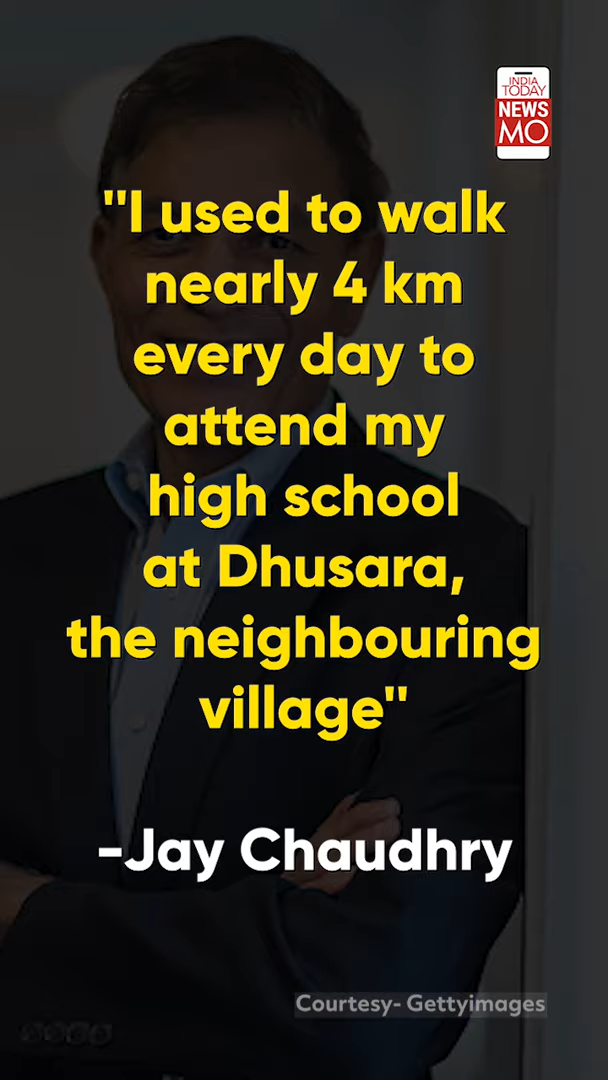 INDIA
TODAY
NEWS
MO
"I used to walk
nearly 4 km
every day to
attend my
high school
at Dhusara,
the neighbouring
village"
-Jay Chaudhry
Courtesy- Gettyimages